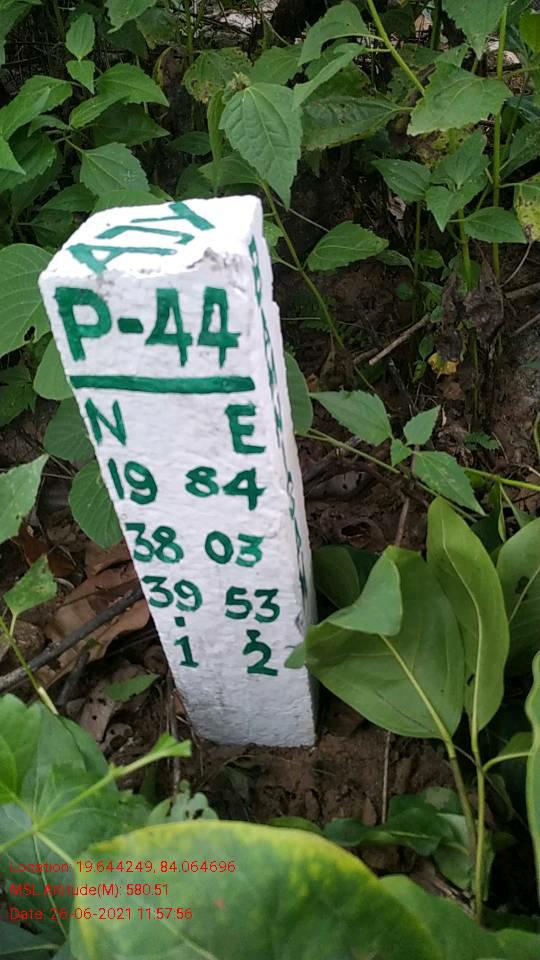 P-44
N E
19 84
38 03
39 53
.1 .2
Location: 19.644249, 84.064696
MSL Altitude(M): 580.51
Date: 26-06-2021 11:57:56